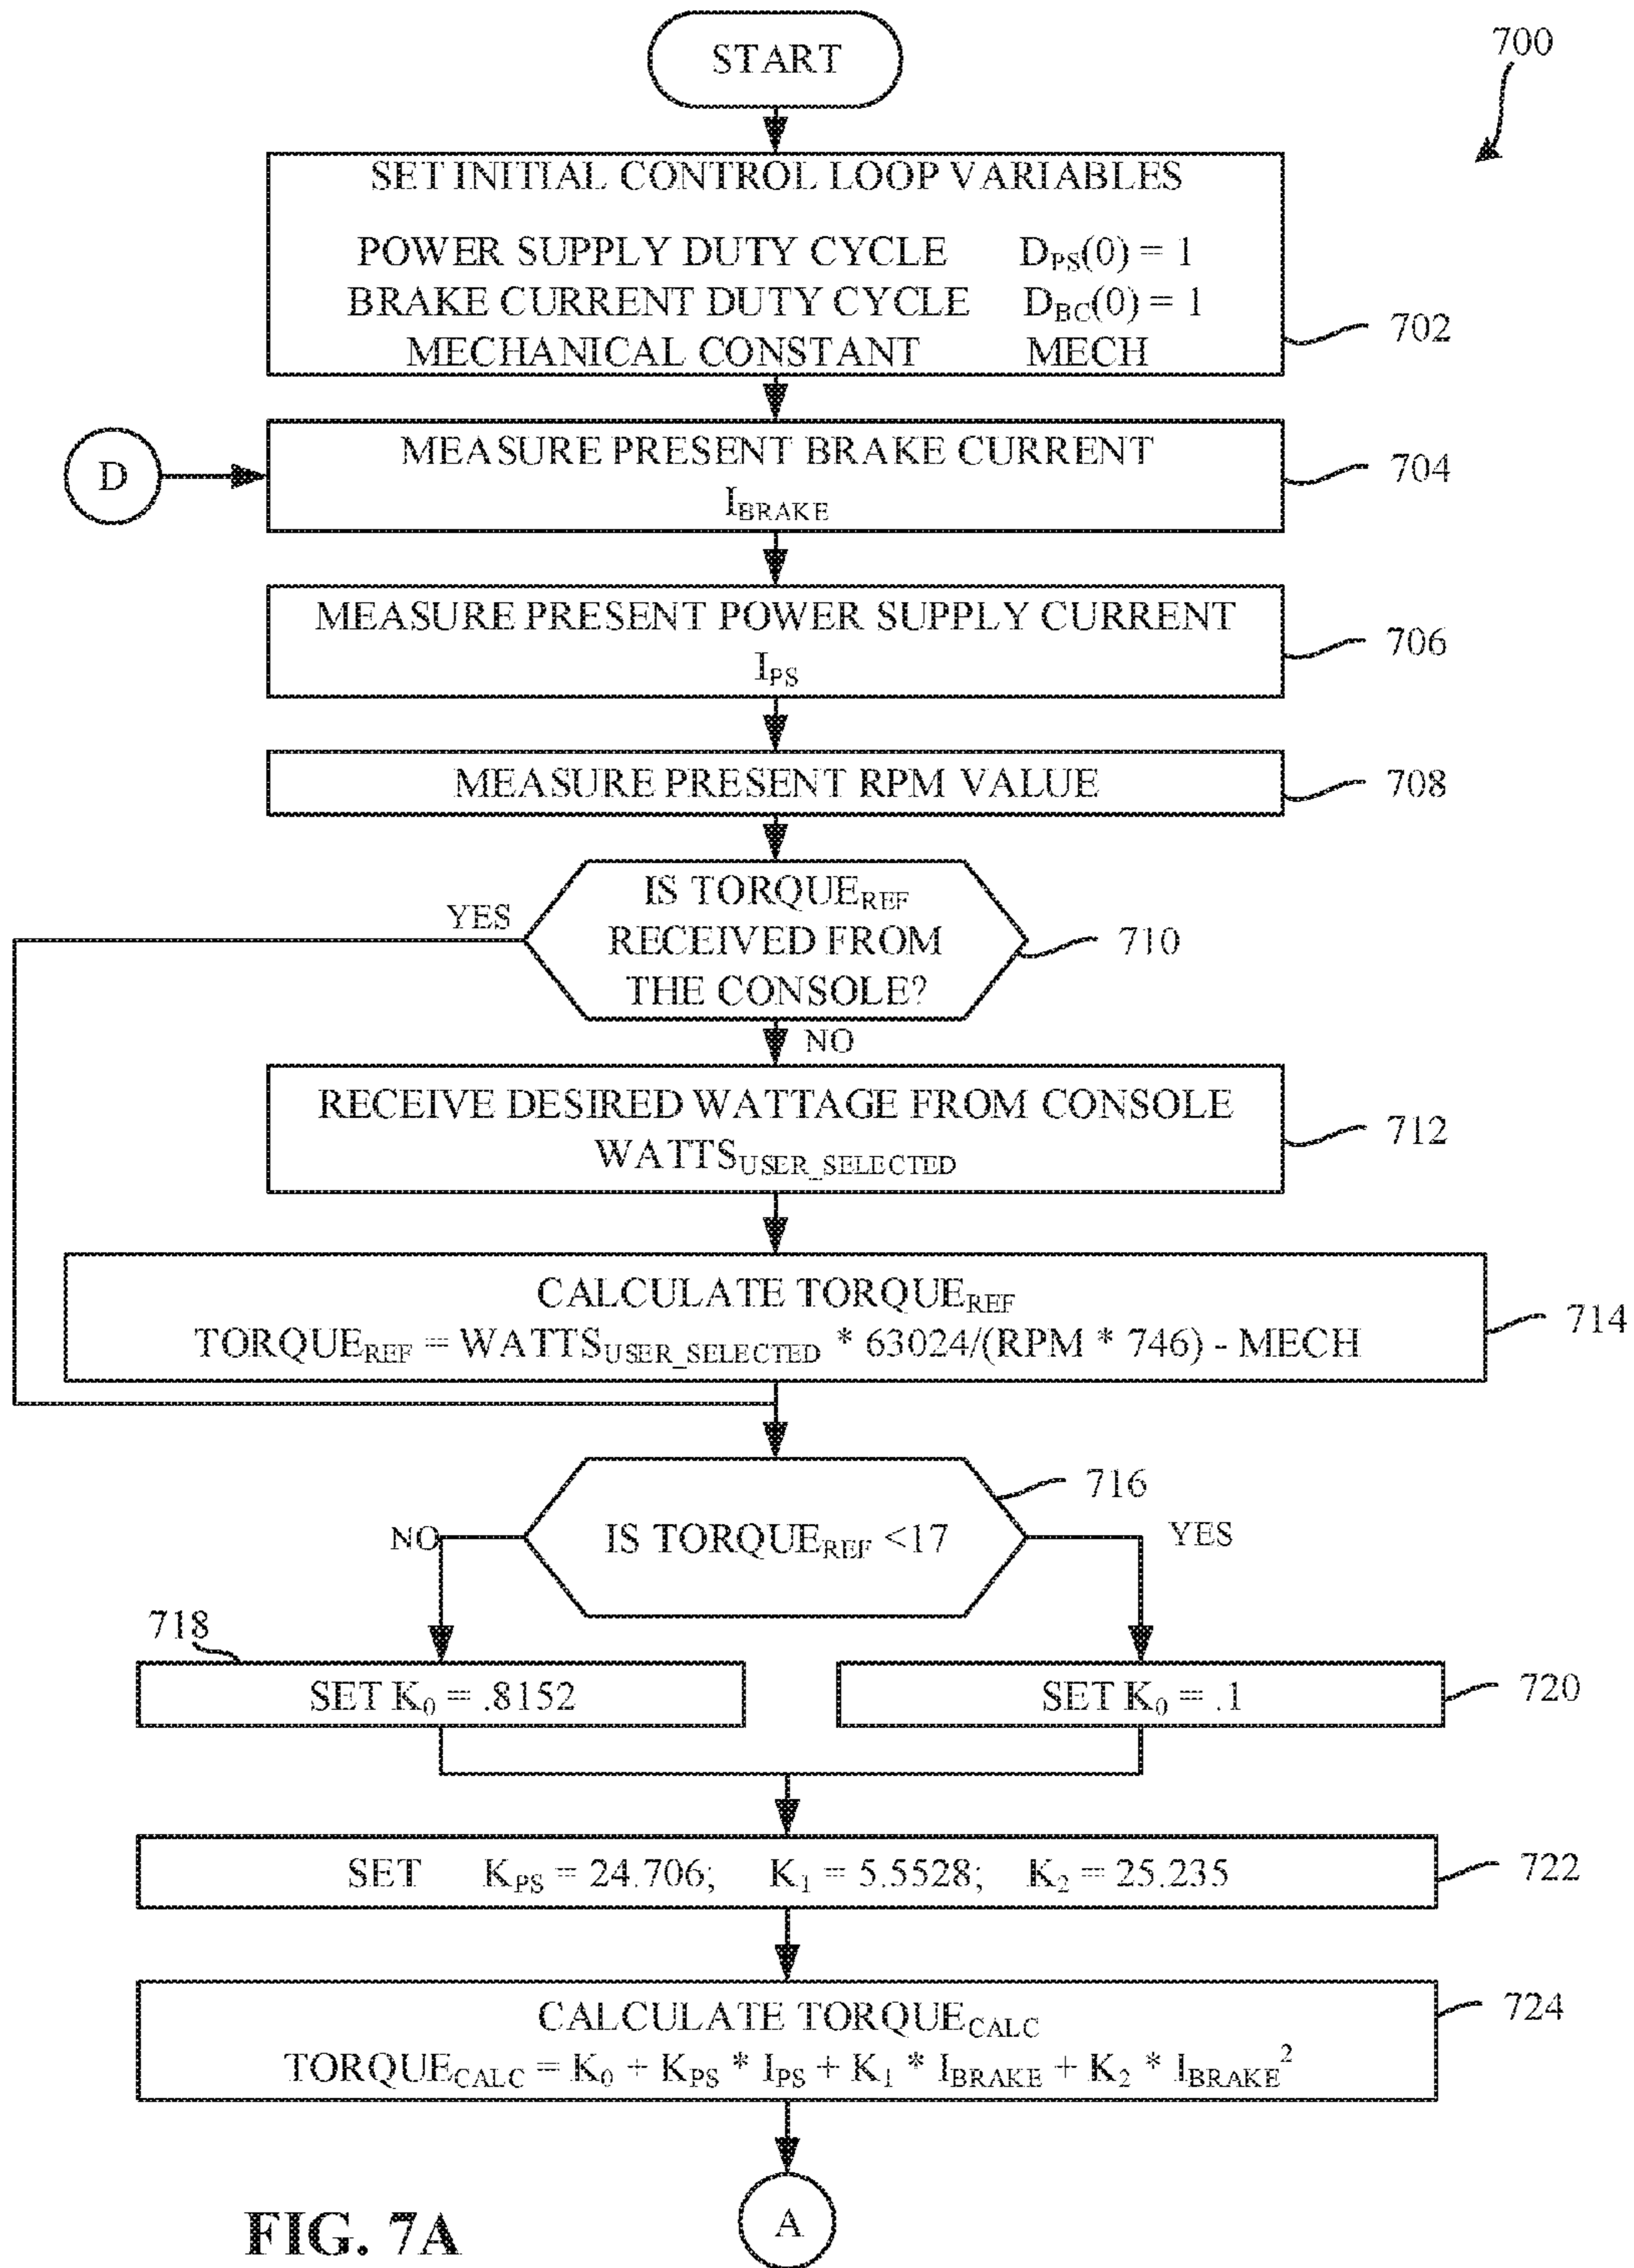 START
700
SET INITIAL CONTROL LOOP VARIABLES
POWER SUPPLY DUTY CYCLE D_PS(0) = 1
BRAKE CURRENT DUTY CYCLE D_BC(0) = 1
MECHANICAL CONSTANT MECH
702
D
MEASURE PRESENT BRAKE CURRENT
I_BRAKE
704
MEASURE PRESENT POWER SUPPLY CURRENT
I_PS
706
MEASURE PRESENT RPM VALUE
708
IS TORQUE_REF
RECEIVED FROM
THE CONSOLE?
YES
710
NO
RECEIVE DESIRED WATTAGE FROM CONSOLE
WATTS_USER_SELECTED
712
CALCULATE TORQUE_REF
TORQUE_REF = WATTS_USER_SELECTED * 63024/(RPM * 746) - MECH
714
716
NO
IS TORQUE_REF <17
YES
718
SET K_0 = .8152
SET K_0 = .1
720
SET K_PS = 24.706; K_1 = 5.5528; K_2 = 25.235
722
CALCULATE TORQUE_CALC
TORQUE_CALC = K_0 + K_PS * I_PS + K_1 * I_BRAKE + K_2 * I_BRAKE^2
724
A
FIG. 7A